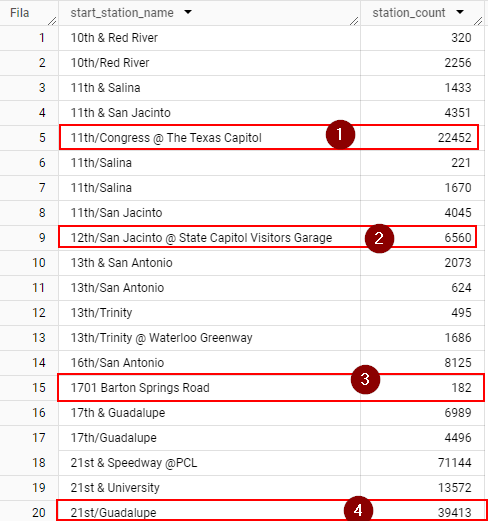 Fila start_station_name station_count
1 10th & Red River 320
2 10th/Red River 2256
3 11th & Salina 1433
4 11th & San Jacinto 4351
5 11th/Congress @ The Texas Capitol 1 22452
6 11th/Salina 221
7 11th/Salina 1670
8 11th/San Jacinto 4045
9 12th/San Jacinto @ State Capitol Visitors Garage 2 6560
10 13th & San Antonio 2073
11 13th/San Antonio 624
12 13th/Trinity 495
13 13th/Trinity @ Waterloo Greenway 1686
14 16th/San Antonio 8125
15 1701 Barton Springs Road 3 182
16 17th & Guadalupe 6989
17 17th/Guadalupe 4496
18 21st & Speedway @PCL 71144
19 21st & University 13572
20 21st/Guadalupe 4 39413